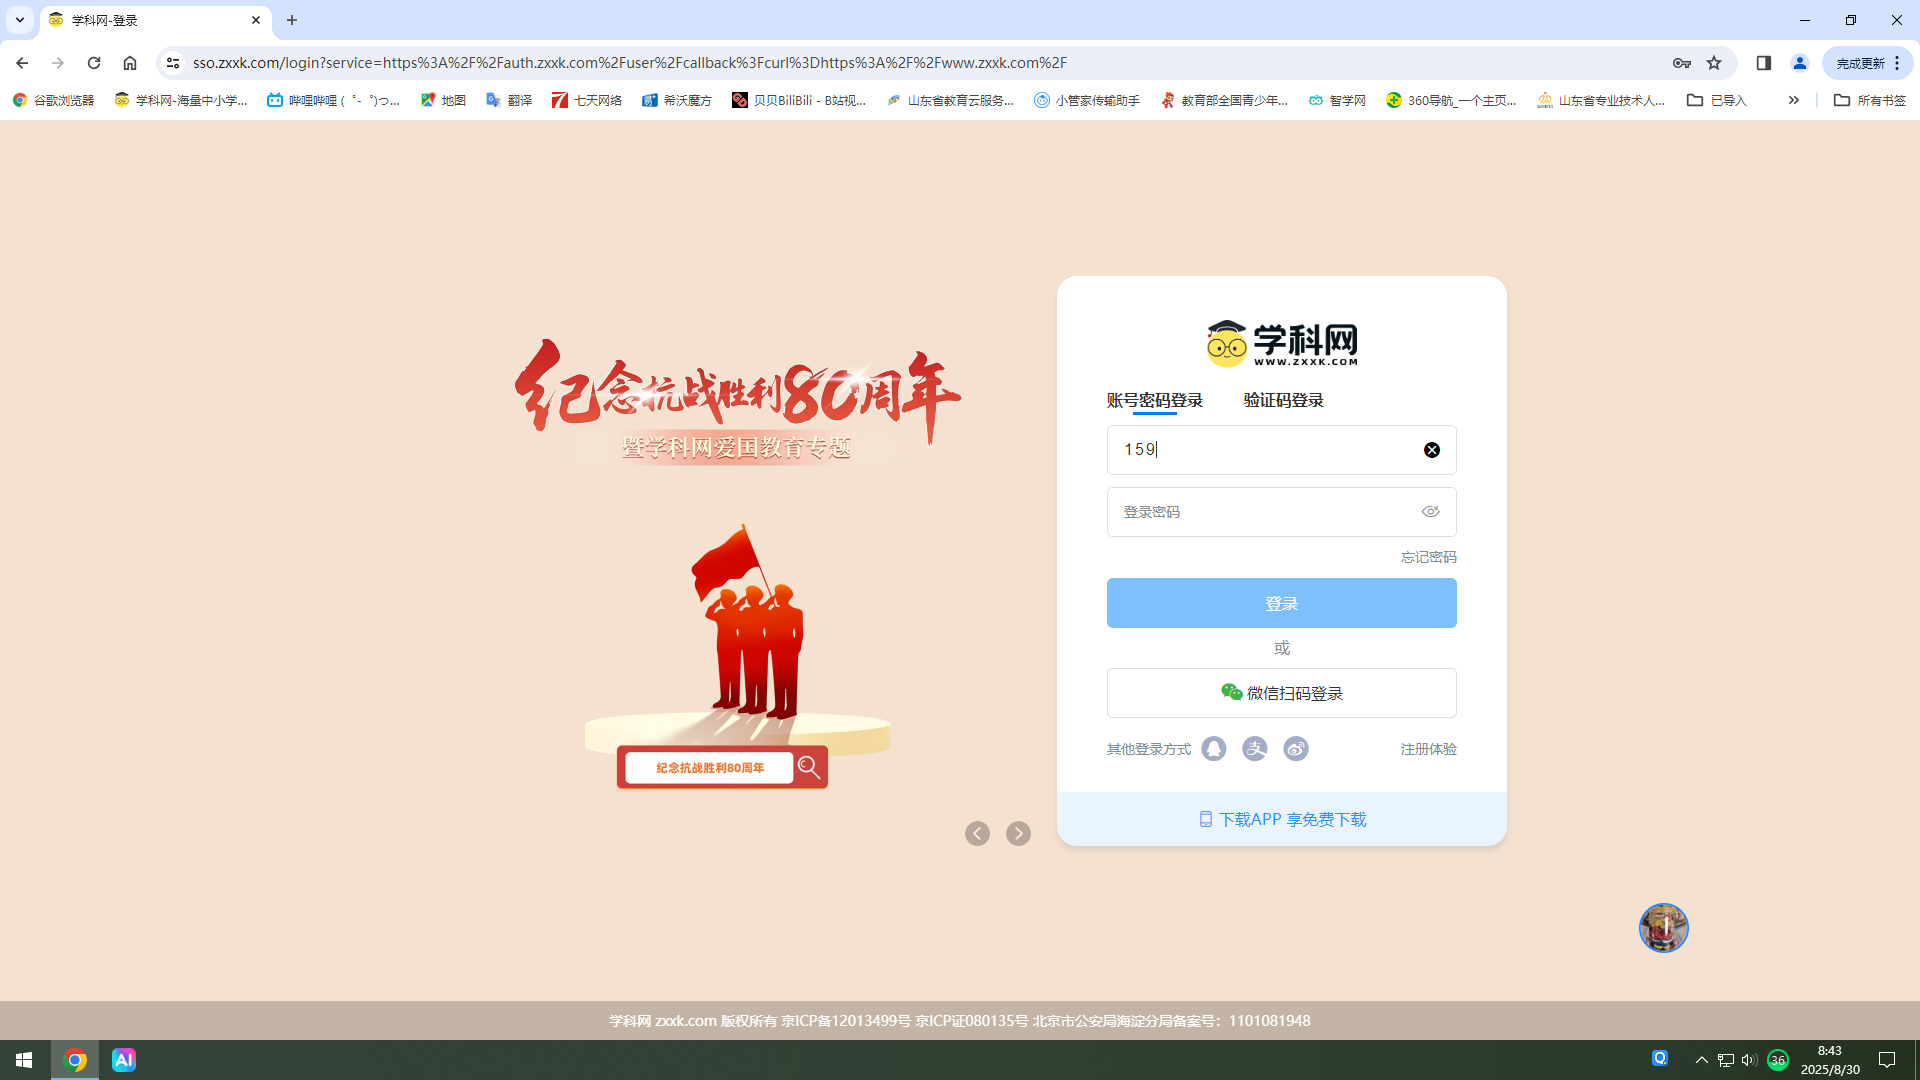 学科网-登录
sso.zxxk.com/login?service=https%3A%2F%2Fauth.zxxk.com%2Fuser%2Fcallback%3Fcurl%3Dhttps%3A%2F%2Fwww.zxxk.com%2F
完成更新
谷歌浏览器
学科网-海量中小学...
哔哩哔哩 (゜-゜)つ...
地图
翻译
七天网络
希沃魔方
贝贝BiliBili - B站视...
山东省教育云服务...
小管家传输助手
教育部全国青少年...
智学网
360导航_一个主页...
山东省专业技术人...
已导入
所有书签
纪念抗战胜利80周年
暨学科网爱国教育专题
纪念抗战胜利80周年
学科网
WWW.ZXXK.COM
账号密码登录 验证码登录
159
登录密码
忘记密码
登录
或
微信扫码登录
其他登录方式
支
注册体验
下载APP 享免费下载
学科网 zxxk.com 版权所有 京ICP备12013499号 京ICP证080135号 北京市公安局海淀分局备案号：1101081948
AI
36
8:43
2025/8/30